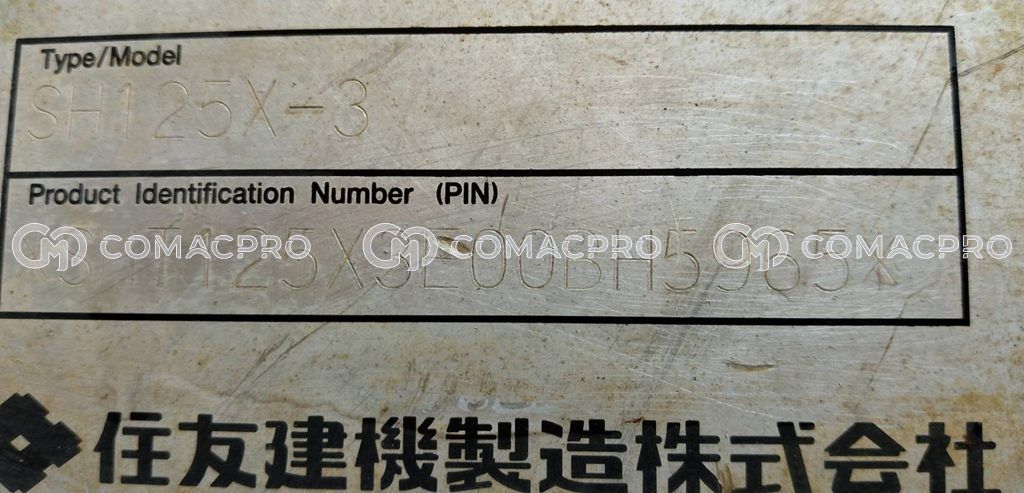 Type/Model
SH125X-3
Product Identification Number (PIN)
*SMT125X3E00BH5965*
COMACPRO COMACPRO COMACPRO
住友建機製造株式会社